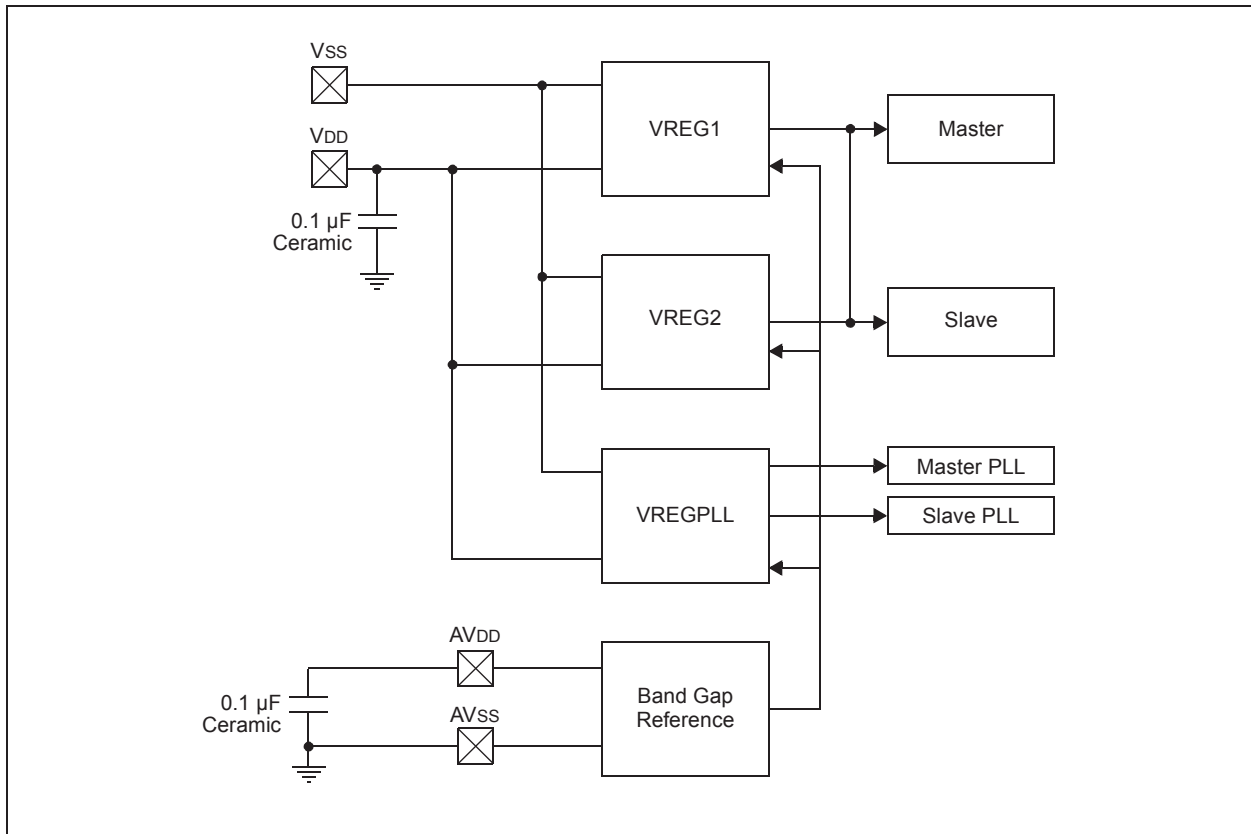 VSS
VREG1
Master
VDD
0.1 µF
Ceramic
VREG2
Slave
VREGPLL
Master PLL
Slave PLL
AVDD
0.1 µF
Ceramic
AVSS
Band Gap
Reference